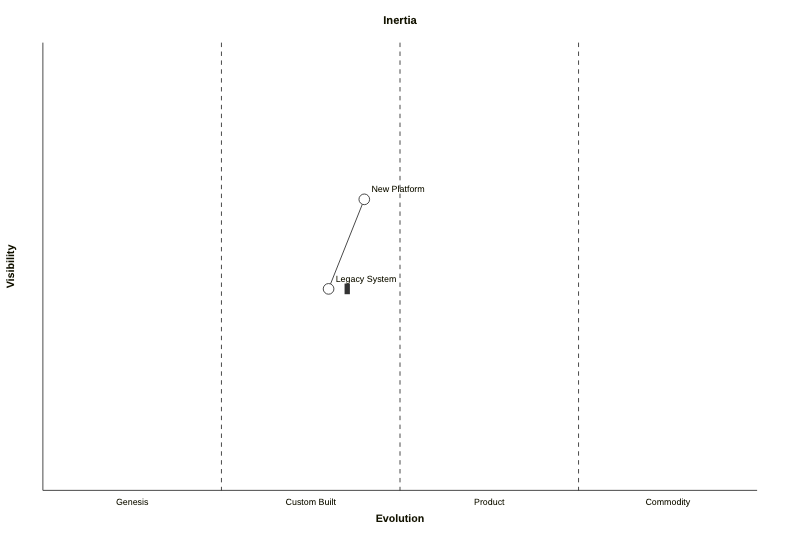 Inertia
New Platform
Legacy System
Visibility
Genesis
Custom Built
Product
Commodity
Evolution